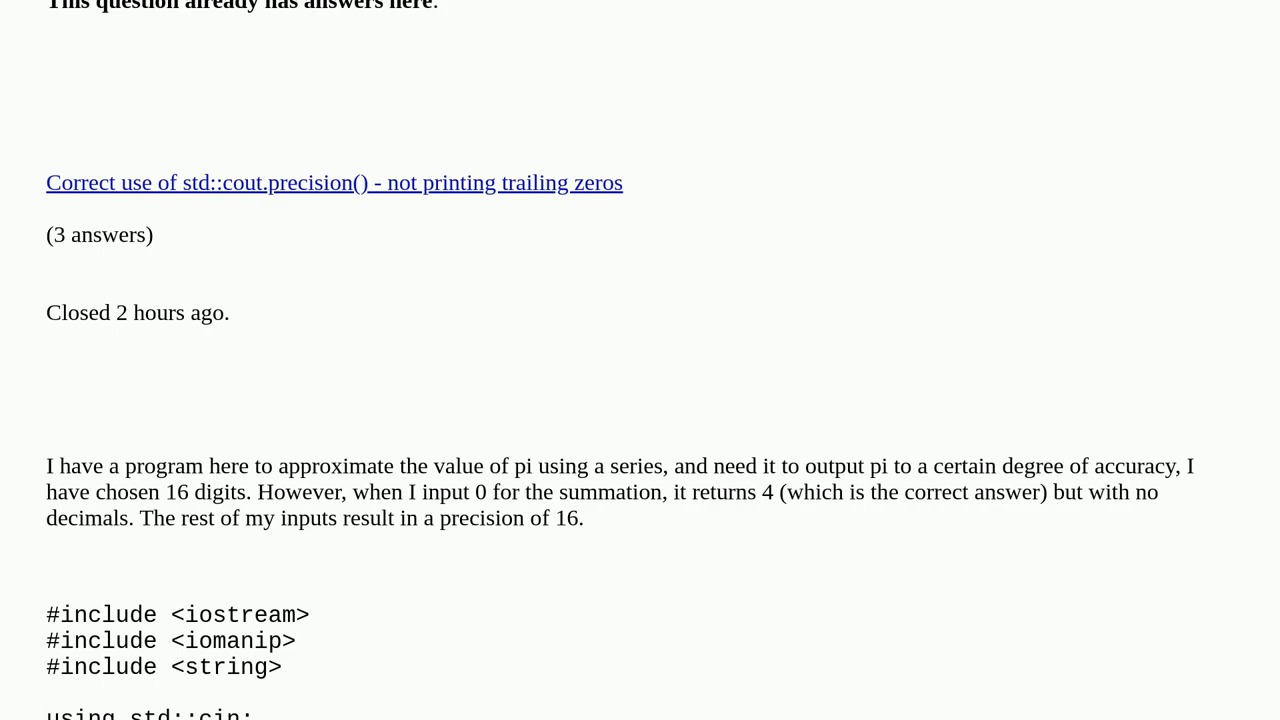 This question already has answers here:
Correct use of std::cout.precision() - not printing trailing zeros
(3 answers)
Closed 2 hours ago.
I have a program here to approximate the value of pi using a series, and need it to output pi to a certain degree of accuracy, I
have chosen 16 digits. However, when I input 0 for the summation, it returns 4 (which is the correct answer) but with no
decimals. The rest of my inputs result in a precision of 16.
#include <iostream>
#include <iomanip>
#include <string>
using std::cin;